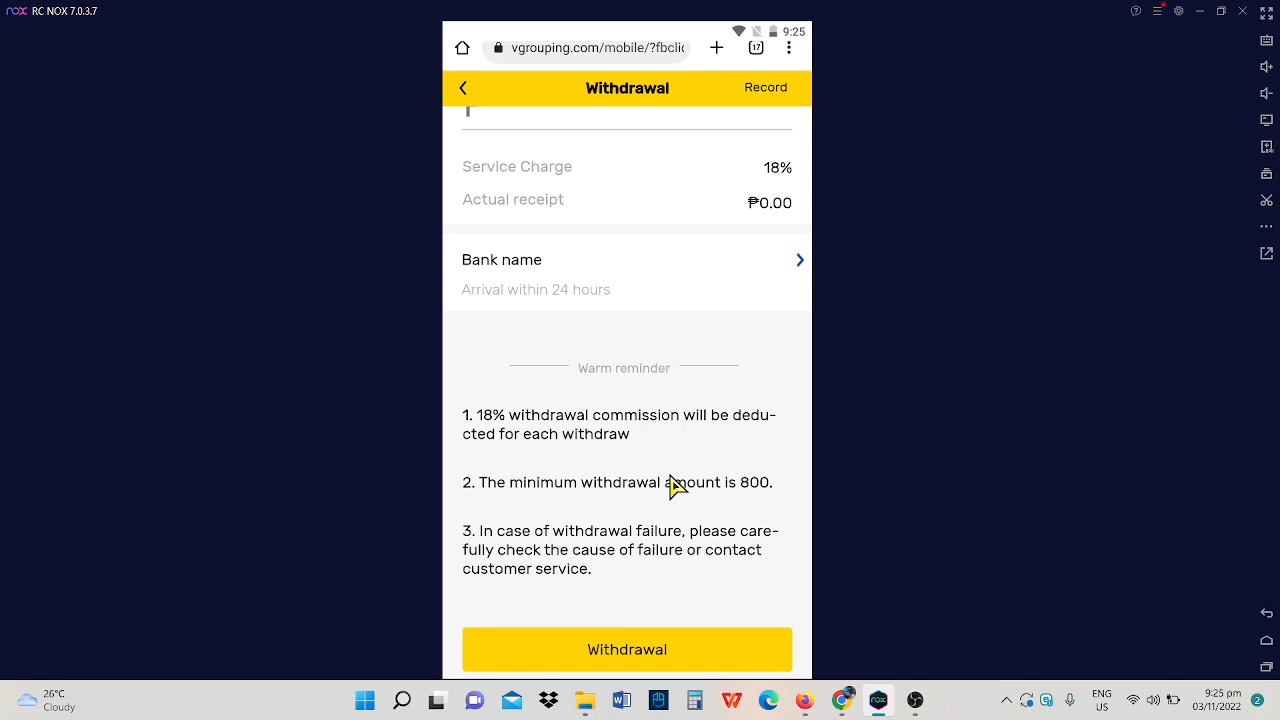 nox RC NOX 7.0.3.7
9:25
vgrouping.com/mobile/?fbclic
17
Withdrawal
Record
Service Charge
18%
Actual receipt
₱0.00
Bank name
Arrival within 24 hours
Warm reminder
1. 18% withdrawal commission will be dedu-
cted for each withdraw
2. The minimum withdrawal amount is 800.
3. In case of withdrawal failure, please care-
fully check the cause of failure or contact
customer service.
Withdrawal
26°C
Cloudy
nox
ENG
US
9:25 PM
03/11/2022
2